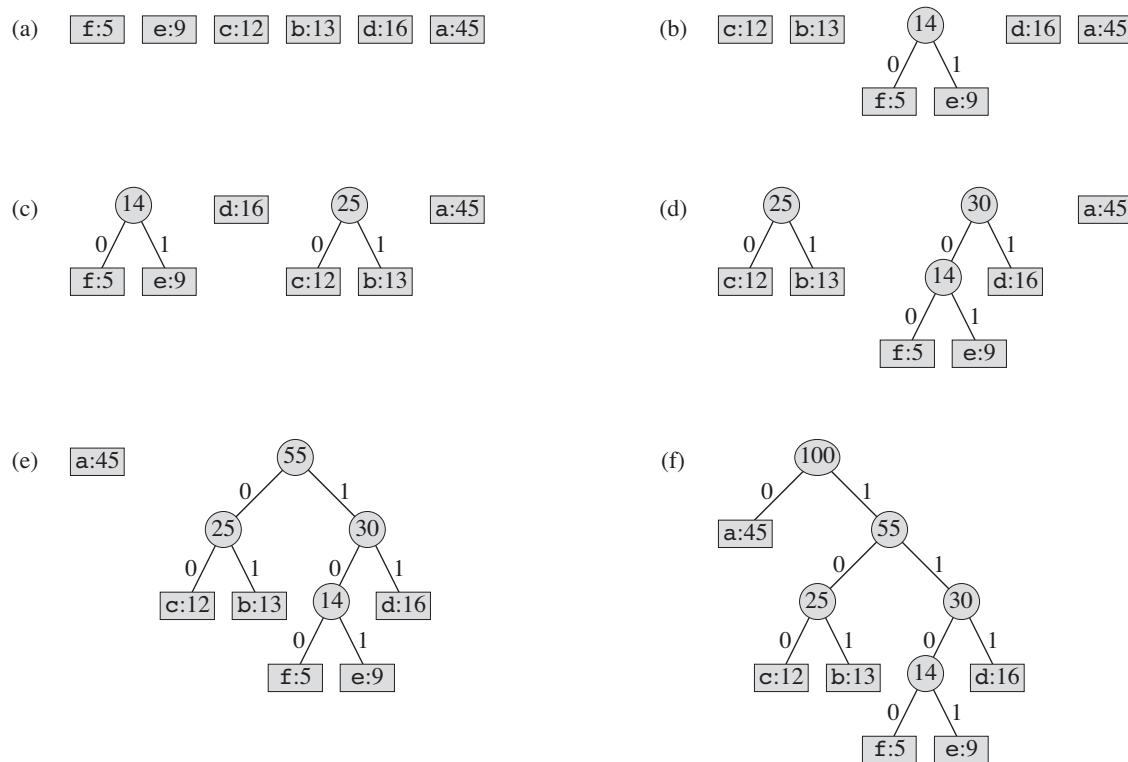 (a) f:5 e:9 c:12 b:13 d:16 a:45
(b) c:12 b:13 14 d:16 a:45
0 1
f:5 e:9
(c) 14 d:16 25 a:45
0 1 0 1
f:5 e:9 c:12 b:13
(d) 25 30 a:45
0 1 0 1
c:12 b:13 14 d:16
0 1
f:5 e:9
(e) a:45 55
0 1
25 30
0 1 0 1
c:12 b:13 14 d:16
0 1
f:5 e:9
(f) 100
0 1
a:45 55
0 1
25 30
0 1 0 1
c:12 b:13 14 d:16
0 1
f:5 e:9